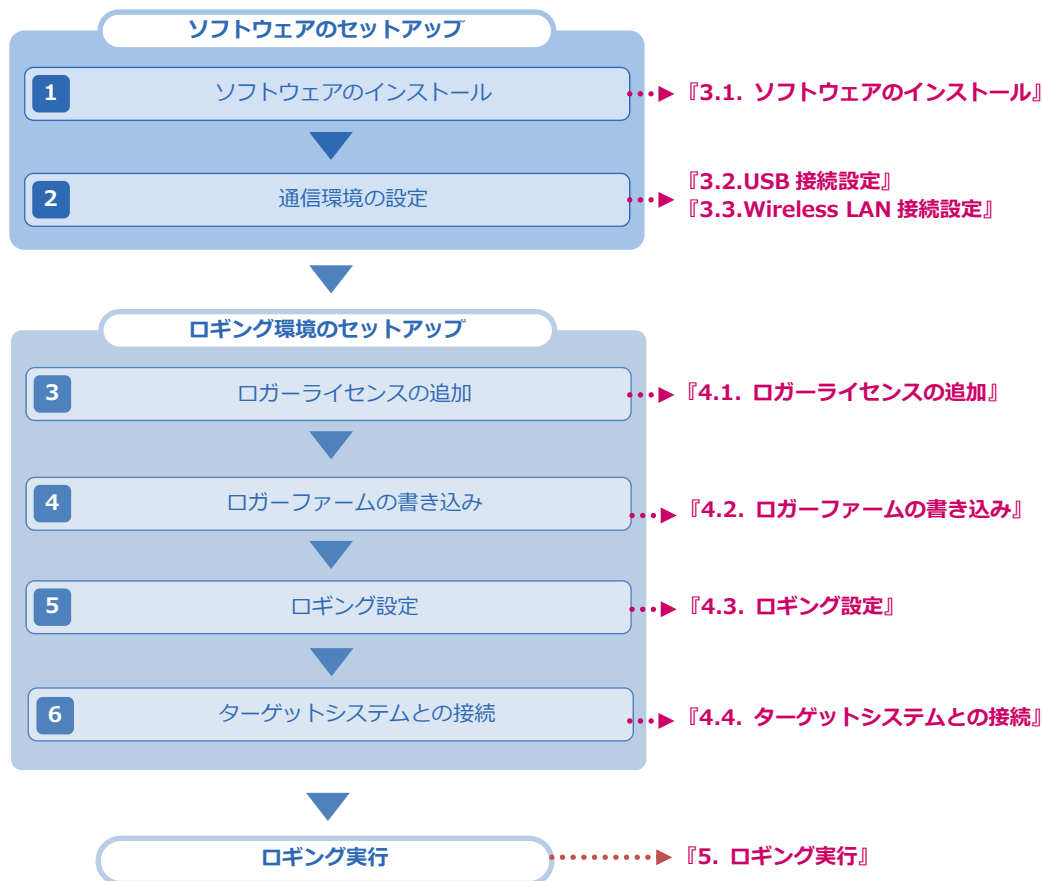 ソフトウェアのセットアップ
1 ソフトウェアのインストール 『3.1. ソフトウェアのインストール』
2 通信環境の設定 『3.2.USB 接続設定』
『3.3.Wireless LAN 接続設定』
ロギング環境のセットアップ
3 ロガーライセンスの追加 『4.1. ロガーライセンスの追加』
4 ロガーファームの書き込み 『4.2. ロガーファームの書き込み』
5 ロギング設定 『4.3. ロギング設定』
6 ターゲットシステムとの接続 『4.4. ターゲットシステムとの接続』
ロギング実行 『5. ロギング実行』